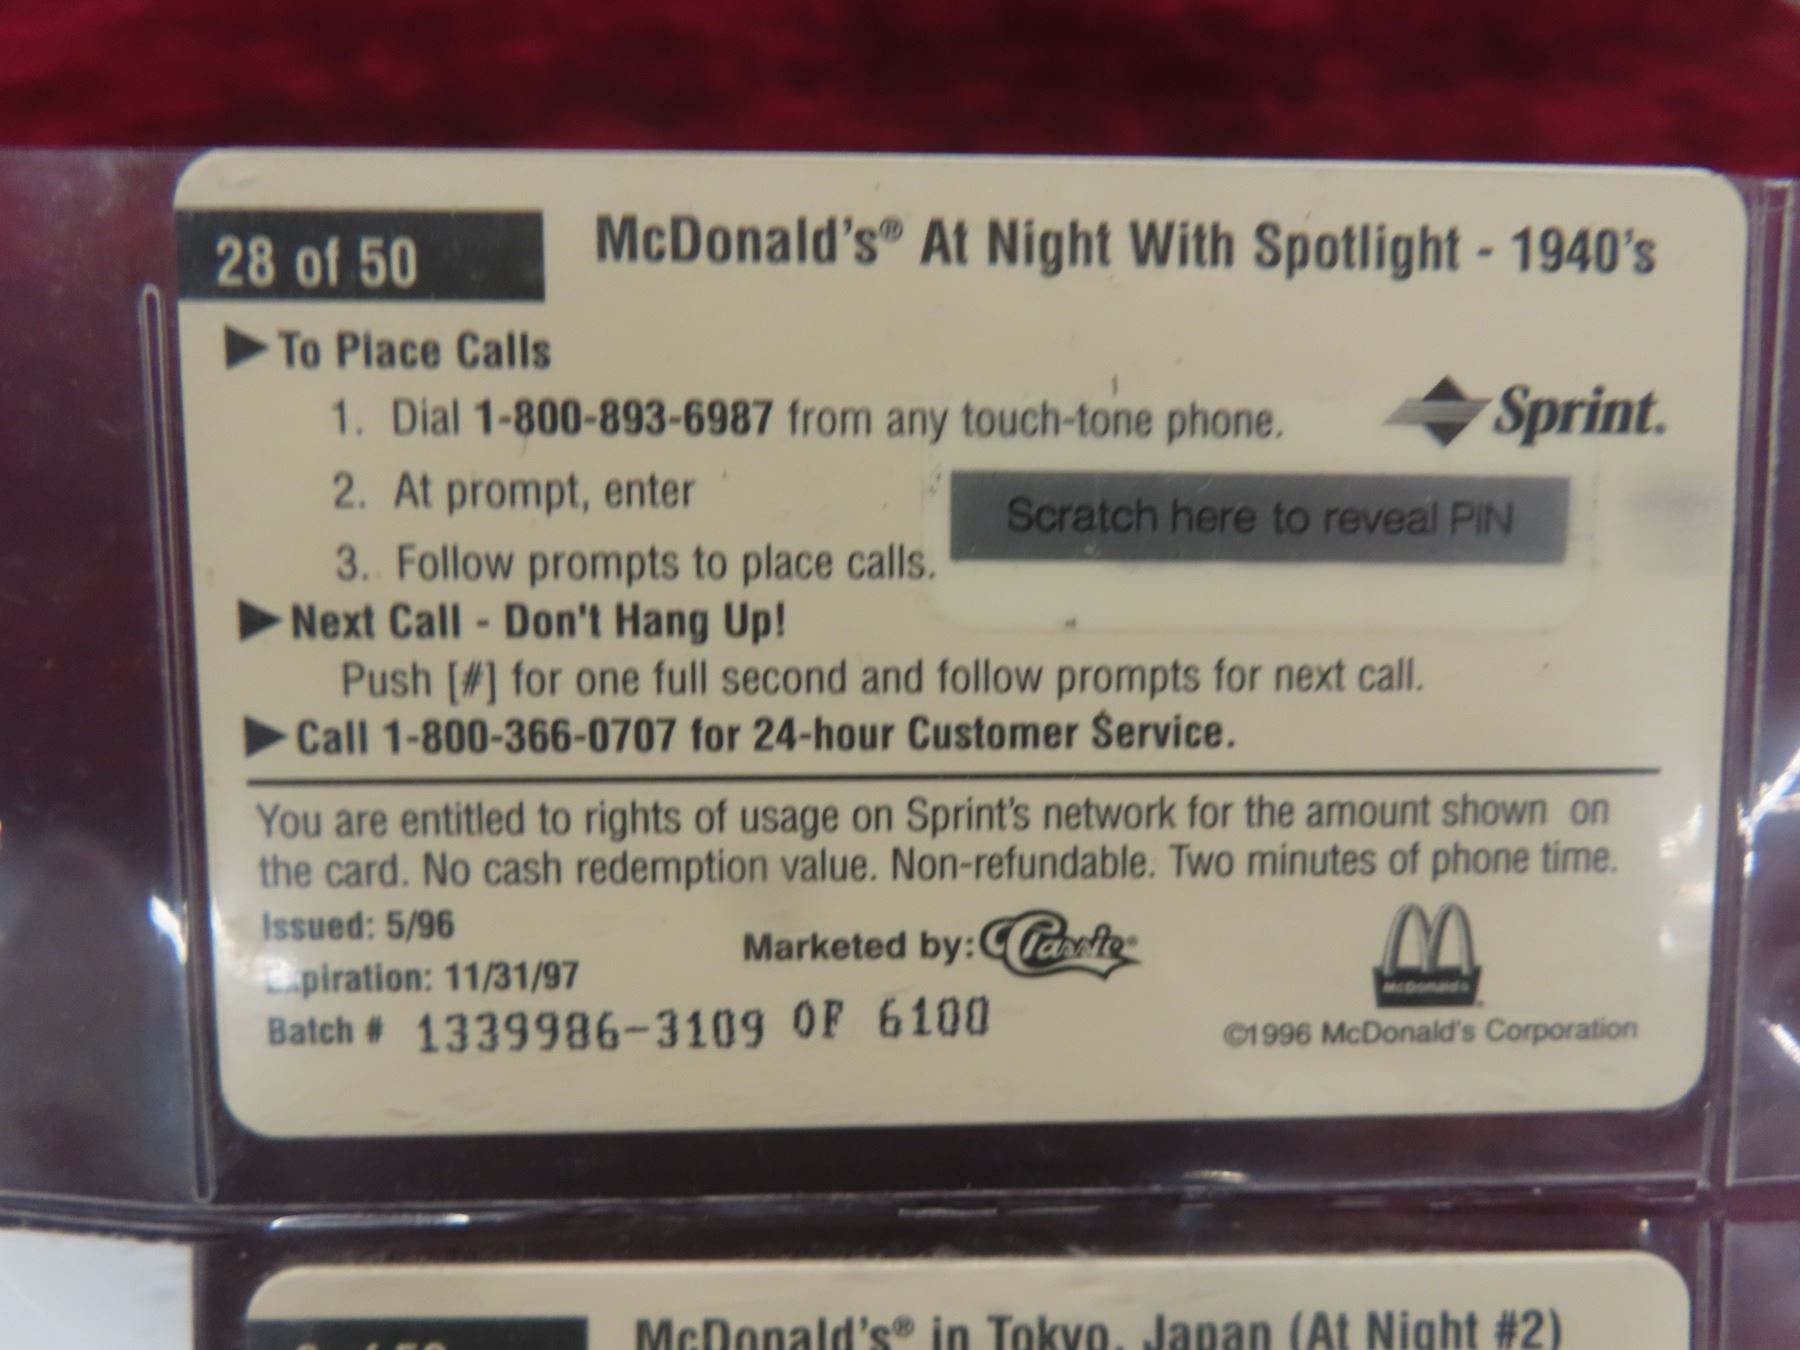 28 of 50
McDonald's® At Night With Spotlight - 1940's
▶ To Place Calls
1. Dial 1-800-893-6987 from any touch-tone phone.
Sprint.
2. At prompt, enter
Scratch here to reveal PIN
3. Follow prompts to place calls.
▶ Next Call - Don't Hang Up!
Push [#] for one full second and follow prompts for next call.
▶ Call 1-800-366-0707 for 24-hour Customer Service.
You are entitled to rights of usage on Sprint's network for the amount shown on
the card. No cash redemption value. Non-refundable. Two minutes of phone time.
Issued: 5/96
Expiration: 11/31/97
Marketed by: Classic®
McDonald's
Batch # 1339986-3109 OF 6100
©1996 McDonald's Corporation
McDonald's® in Tokyo, Japan (At Night #2)